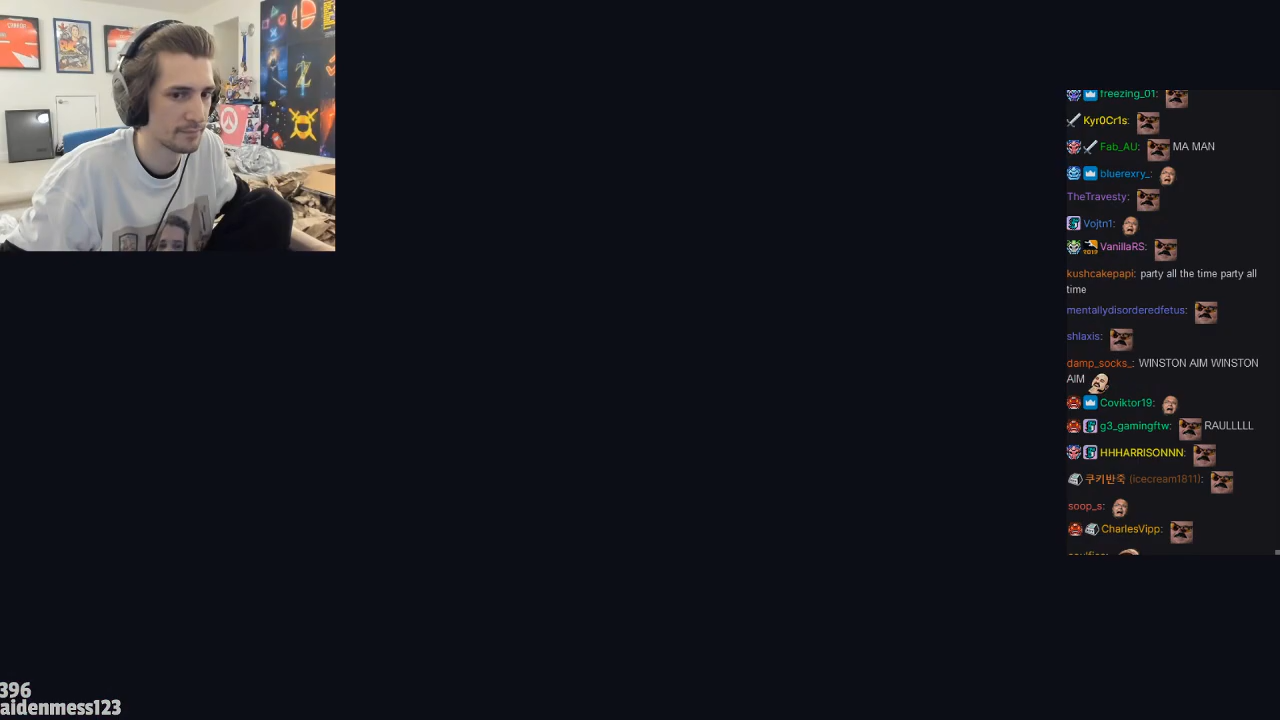 freezing_01:
Kyr0Cr1s:
Fab_AU: MA MAN
bluerexry_:
TheTravesty:
Vojtn1:
VanillaRS:
kushcakepapi: party all the time party all
time
mentallydisorderedfetus:
shlaxis:
damp_socks_: WINSTON AIM WINSTON
AIM
Coviktor19:
g3_gamingftw: RAULLLLL
HHHARRISONNN:
쿠키반죽 (icecream1811):
soop_s:
CharlesVipp:
396
aidenmess123